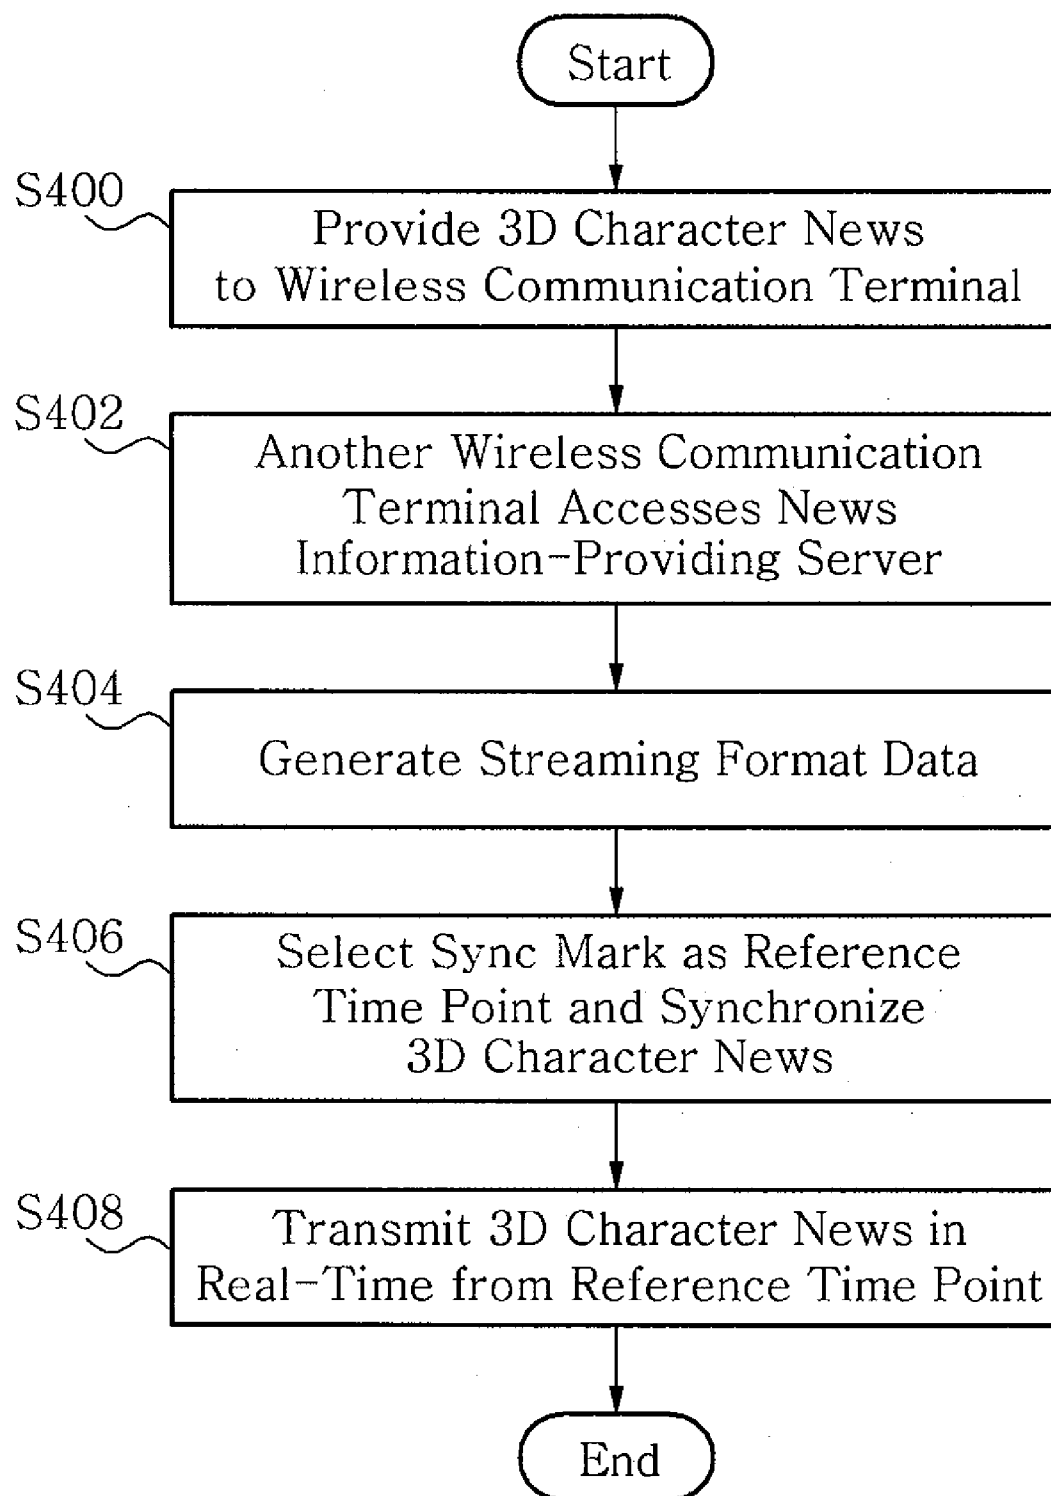 Start
S400
Provide 3D Character News
to Wireless Communication Terminal
S402
Another Wireless Communication
Terminal Accesses News
Information-Providing Server
S404
Generate Streaming Format Data
S406
Select Sync Mark as Reference
Time Point and Synchronize
3D Character News
S408
Transmit 3D Character News in
Real-Time from Reference Time Point
End